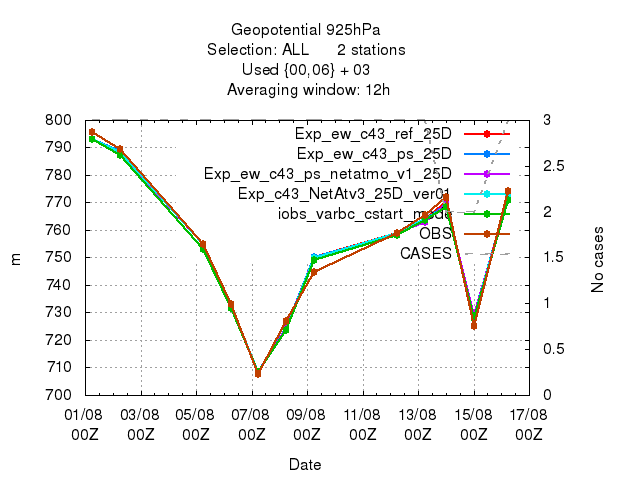 Geopotential 925hPa
Selection: ALL 2 stations
Used {00,06} + 03
Averaging window: 12h
800
790
780
770
760
750
740
730
720
710
700
m
3
2.5
2
1.5
1
0.5
0
No cases
Exp_ew_c43_ref_25D
Exp_ew_c43_ps_25D
Exp_ew_c43_ps_netatmo_v1_25D
Exp_c43_NetAtv3_25D_ver01
iobs_varbc_cstart_mode
OBS
CASES
01/08 03/08 05/08 07/08 09/08 11/08 13/08 15/08 17/08
00Z 00Z 00Z 00Z 00Z 00Z 00Z 00Z 00Z
Date